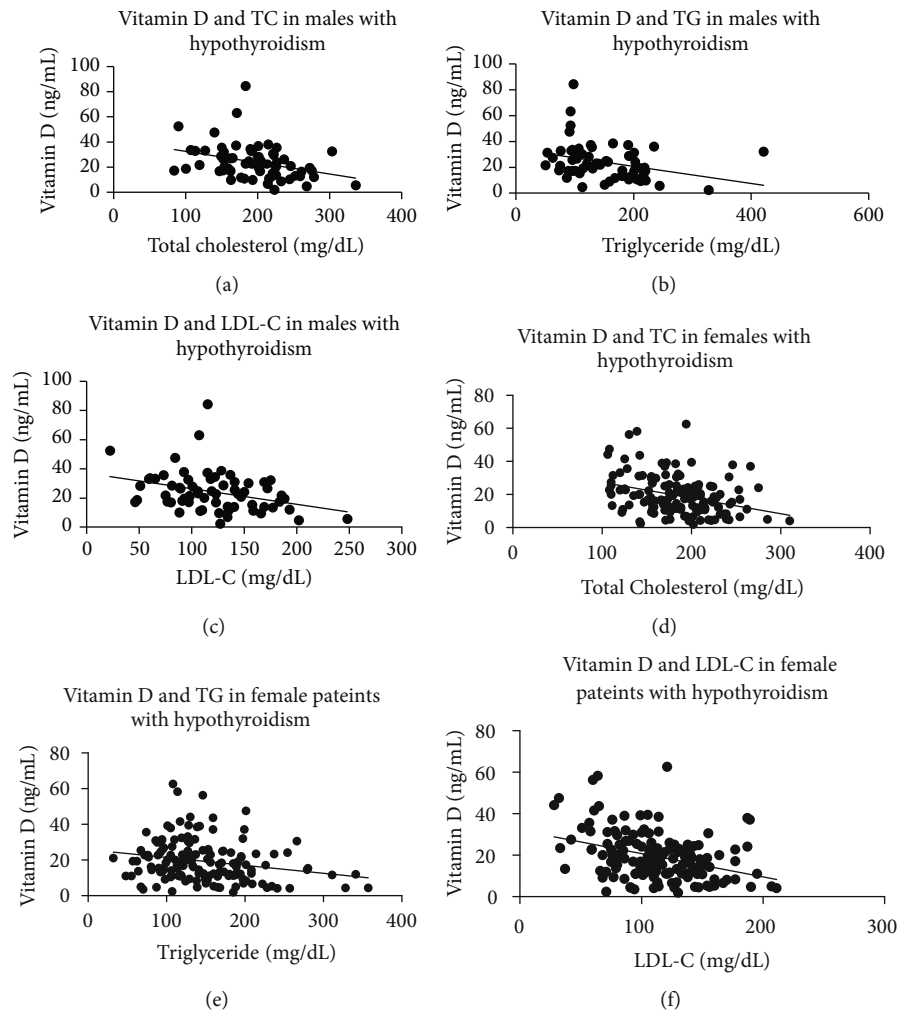 Vitamin D and TC in males with
hypothyroidism
100
80
60
40
20
0
Vitamin D (ng/mL)
0 100 200 300 400
Total cholesterol (mg/dL)
(a)
Vitamin D and TG in males with
hypothyroidism
100
80
60
40
20
0
Vitamin D (ng/mL)
0 200 400 600
Triglyceride (mg/dL)
(b)
Vitamin D and LDL-C in males with
hypothyroidism
100
80
60
40
20
0
Vitamin D (ng/mL)
0 50 100 150 200 250 300
LDL-C (mg/dL)
(c)
Vitamin D and TC in females with
hypothyroidism
80
60
40
20
0
Vitamin D (ng/mL)
0 100 200 300 400
Total Cholesterol (mg/dL)
(d)
Vitamin D and TG in female pateints
with hypothyroidism
80
60
40
20
0
Vitamin D (ng/mL)
0 100 200 300 400
Triglyceride (mg/dL)
(e)
Vitamin D and LDL-C in female
pateints with hypothyroidism
80
60
40
20
0
Vitamin D (ng/mL)
0 100 200 300
LDL-C (mg/dL)
(f)